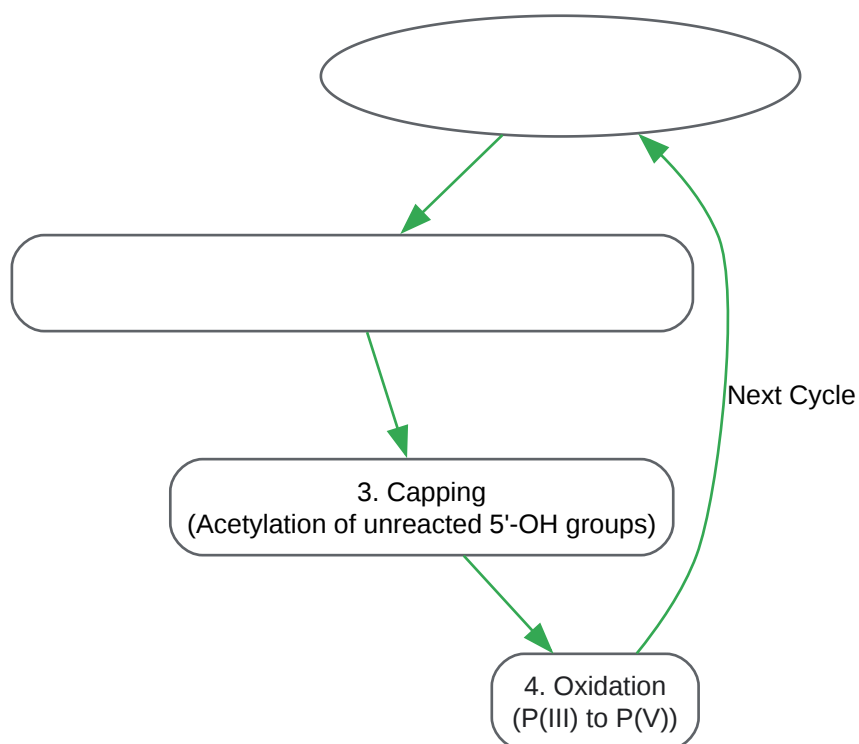 Next Cycle
3. Capping
(Acetylation of unreacted 5'-OH groups)
4. Oxidation
(P(III) to P(V))